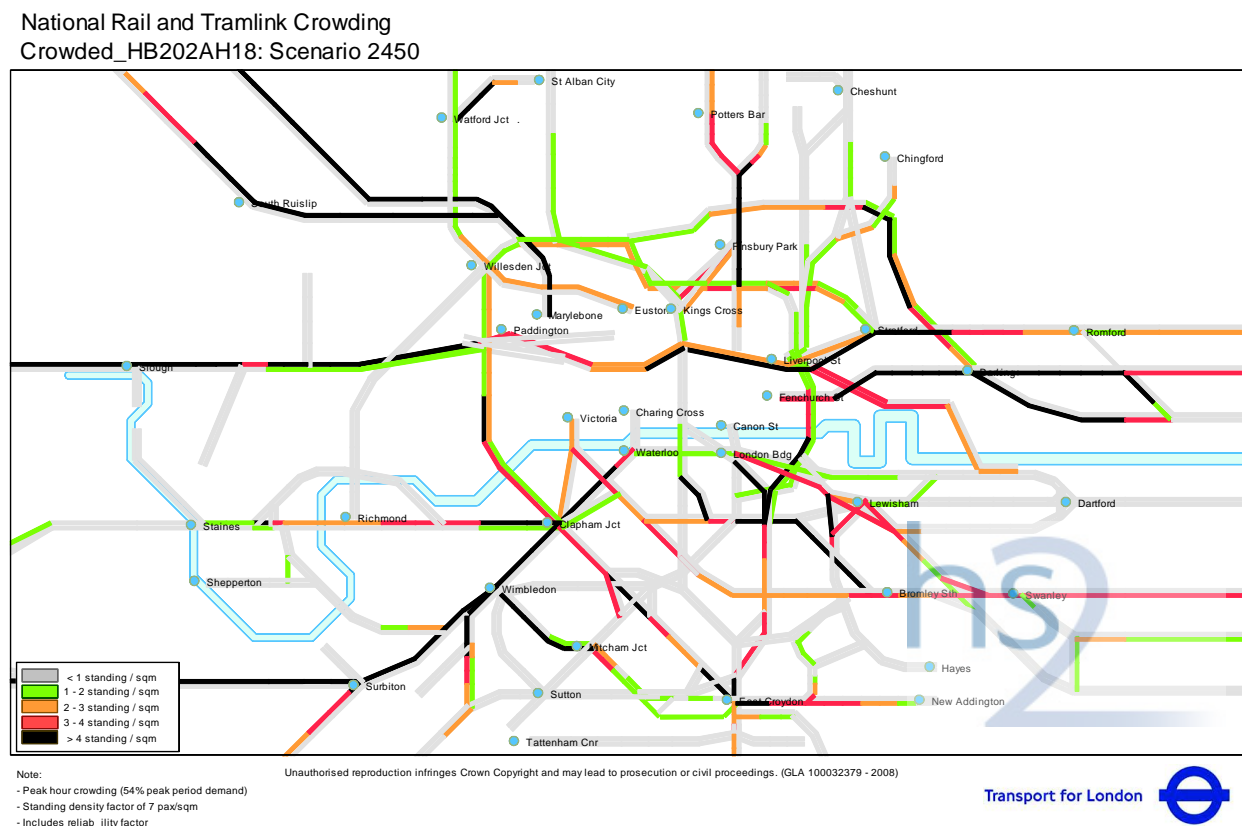 National Rail and Tramlink Crowding
Crowded_HB202AH18: Scenario 2450
St Alban City
Cheshunt
Watford Jct .
Potters Bar
Chingford
South Ruislip
Finsbury Park
Willesden Jct
Marylebone
Euston
Kings Cross
Paddington
Stratford
Romford
Slough
Liverpool St
Barking
Fenchurch St
Victoria
Charing Cross
Canon St
Waterloo
London Bdg
Staines
Richmond
Clapham Jct
Lewisham
Dartford
Shepperton
Wimbledon
Bromley Sth
Swanley
hs2
Mitcham Jct
Hayes
Surbiton
Sutton
East Croydon
New Addington
Tattenham Cnr
< 1 standing / sqm
1 - 2 standing / sqm
2 - 3 standing / sqm
3 - 4 standing / sqm
> 4 standing / sqm
Note:
- Peak hour crowding (54% peak period demand)
- Standing density factor of 7 pax/sqm
- Includes reliab ility factor
Unauthorised reproduction infringes Crown Copyright and may lead to prosecution or civil proceedings. (GLA 100032379 - 2008)
Transport for London